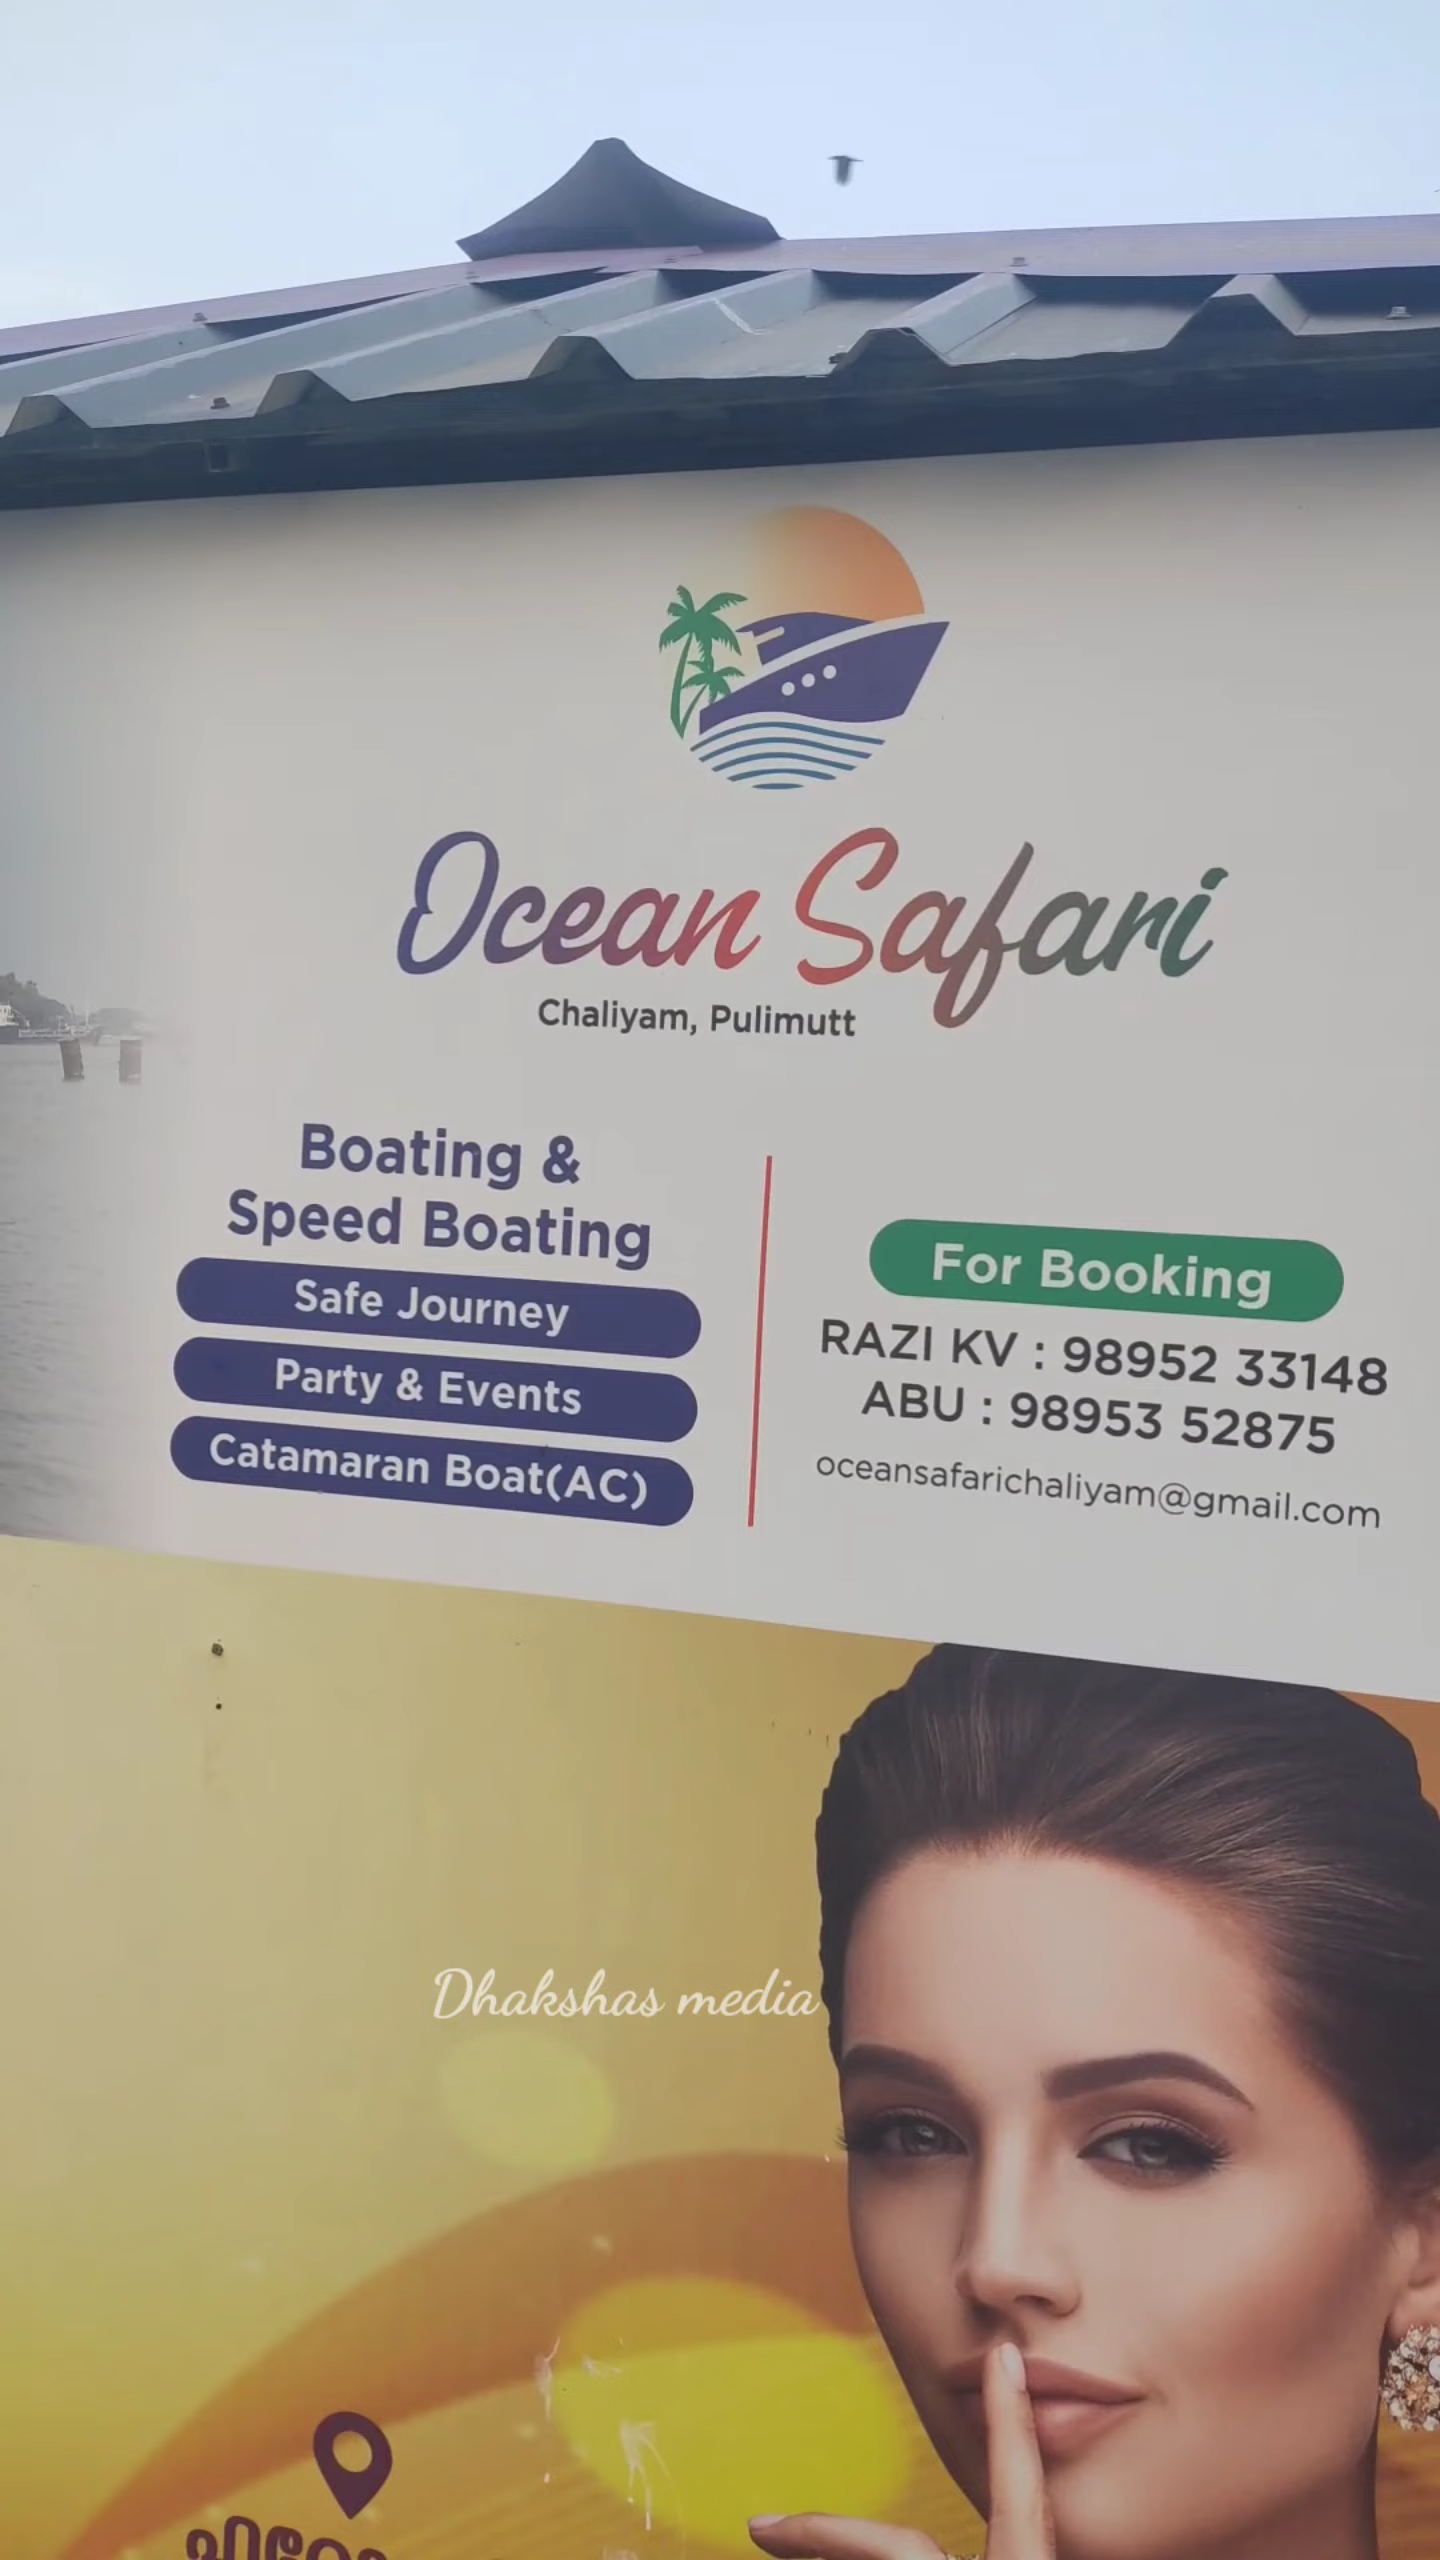 Ocean Safari
Chaliyam, Pulimutt
Boating &
Speed Boating
Safe Journey
Party & Events
Catamaran Boat(AC)
For Booking
RAZI KV : 98952 33148
ABU : 98953 52875
oceansafarichaliyam@gmail.com
Dhakshas media